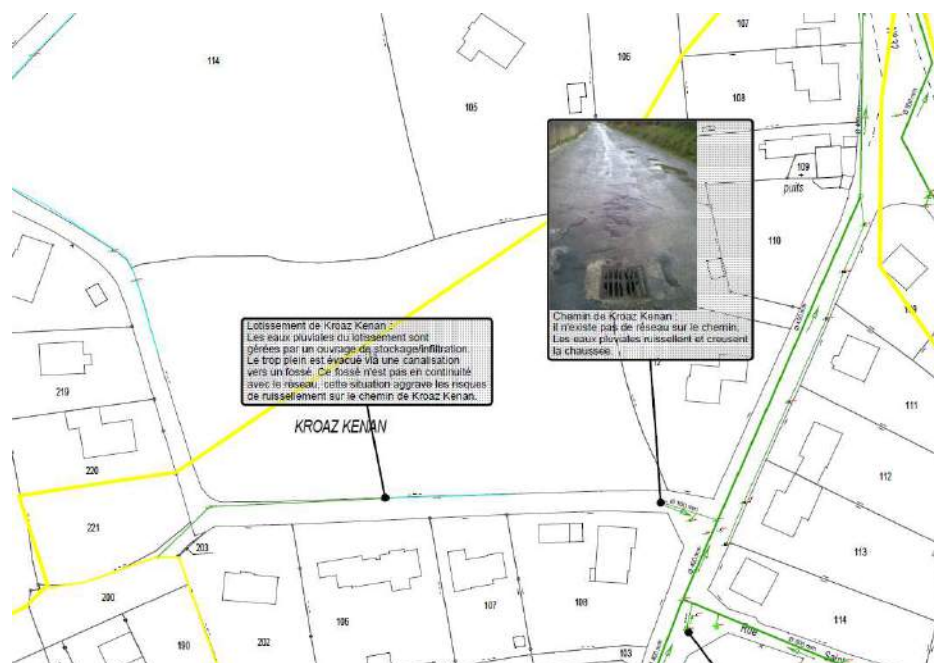 107
114
106
105
108
109
puits
110
Chemin de Kroaz Kenan :
Il n'existe pas de réseau sur le chemin.
Les eaux pluviales ruissellent et creusent
la chaussée.
Lotissement de Kroaz Kenan :
Les eaux pluviales du lotissement sont
gérées par un ouvrage de stockage/infiltration.
Le trop plein est évacué via une canalisation
vers un fossé. Ce fossé n'est pas en continuité
avec le réseau, cette situation aggrave les risques
de ruissellement sur le chemin de Kroaz Kenan.
KROAZ KENAN
219
220
221
111
112
113
114
203
200
190
202
106
107
108
103
Rue